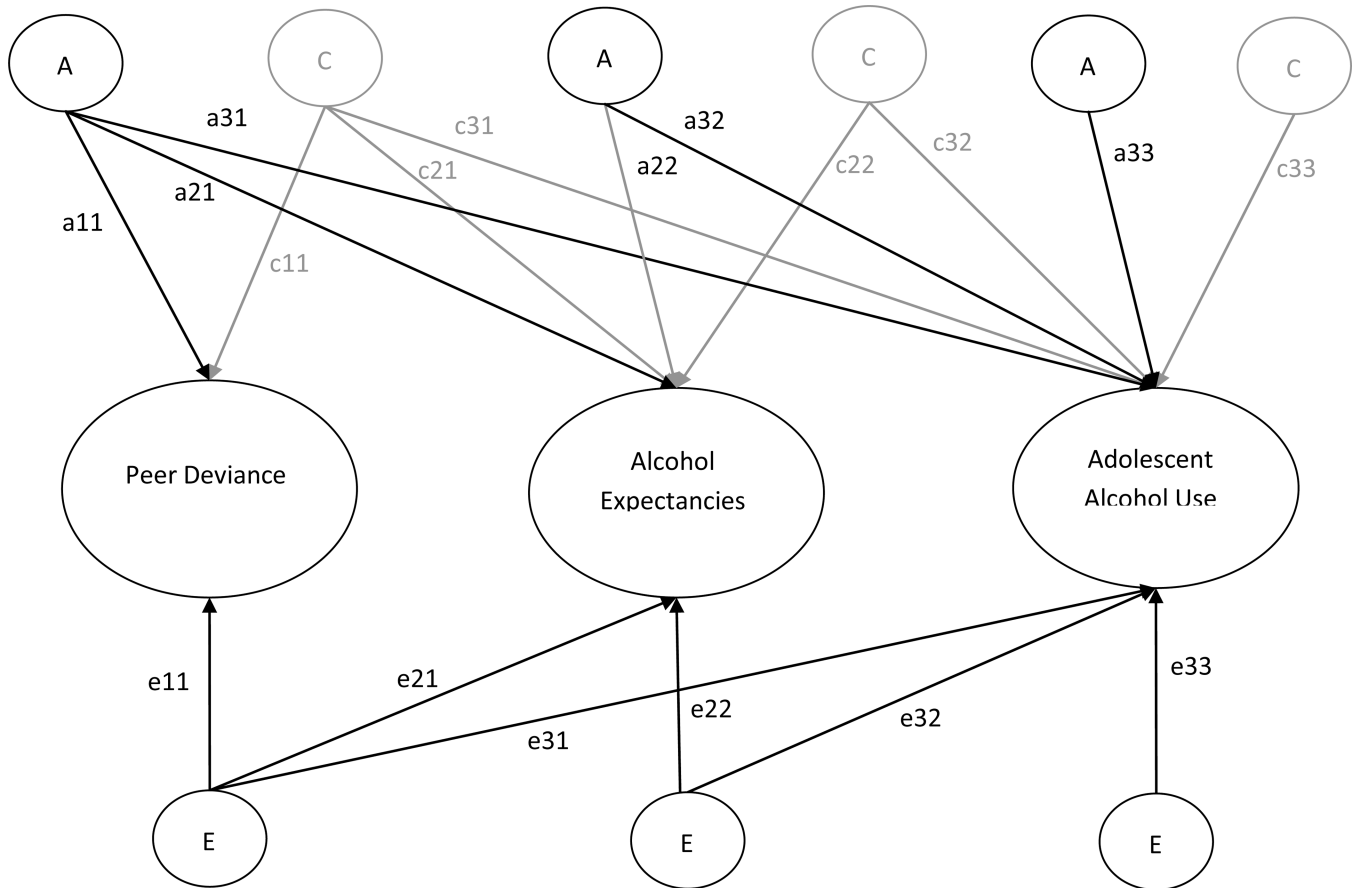 A
C
A
C
A
C
a31
c31
a32
c32
a33
c33
a21
c21
a22
c22
a11
c11
Peer Deviance
Alcohol
Expectancies
Adolescent
Alcohol Use
e11
e21
e31
e22
e32
e33
E
E
E